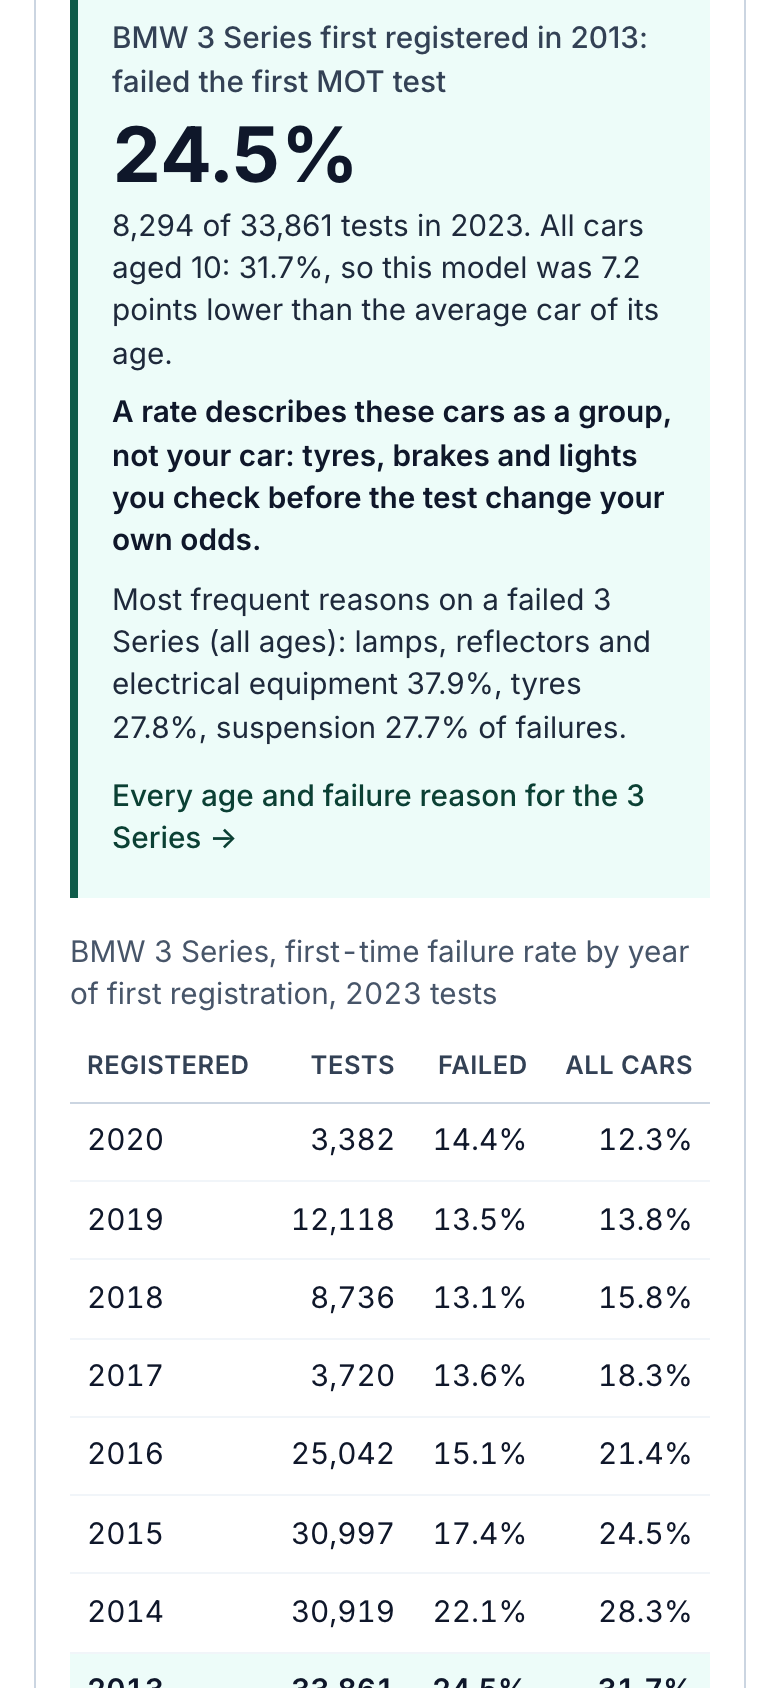 BMW 3 Series first registered in 2013:
failed the first MOT test
24.5%
8,294 of 33,861 tests in 2023. All cars
aged 10: 31.7%, so this model was 7.2
points lower than the average car of its
age.
A rate describes these cars as a group,
not your car: tyres, brakes and lights
you check before the test change your
own odds.
Most frequent reasons on a failed 3
Series (all ages): lamps, reflectors and
electrical equipment 37.9%, tyres
27.8%, suspension 27.7% of failures.
Every age and failure reason for the 3
Series →
BMW 3 Series, first-time failure rate by year
of first registration, 2023 tests
REGISTERED TESTS FAILED ALL CARS
2020 3,382 14.4% 12.3%
2019 12,118 13.5% 13.8%
2018 8,736 13.1% 15.8%
2017 3,720 13.6% 18.3%
2016 25,042 15.1% 21.4%
2015 30,997 17.4% 24.5%
2014 30,919 22.1% 28.3%
2013 33,861 24.5% 31.7%